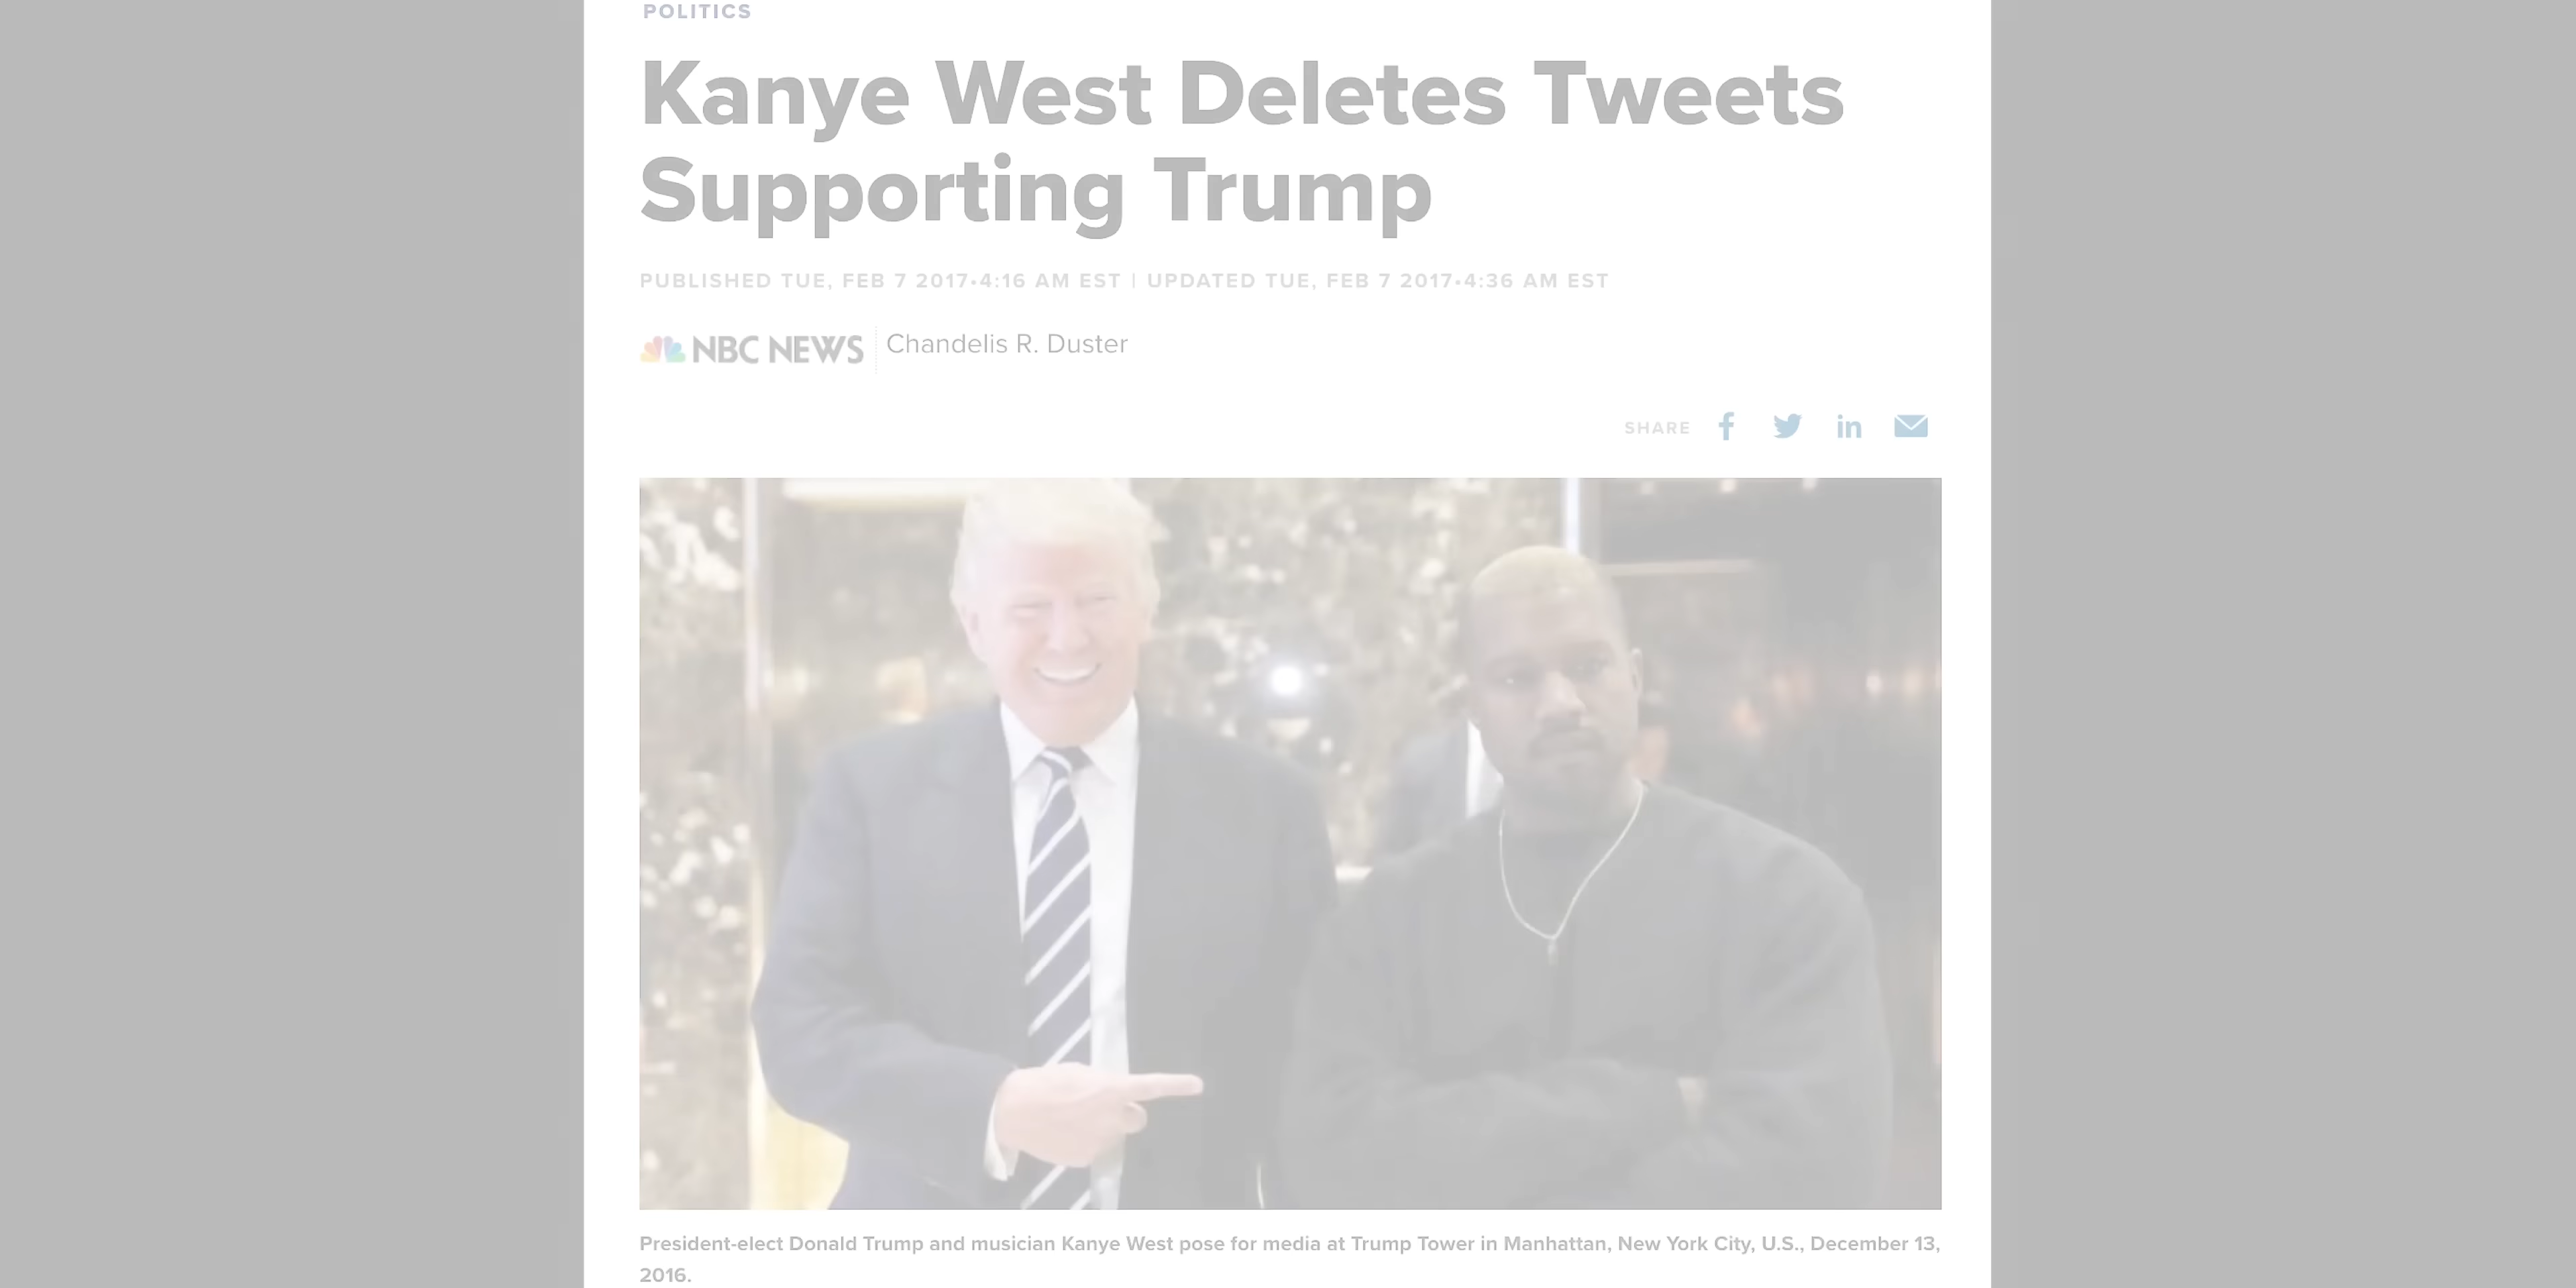 POLITICS
Kanye West Deletes Tweets
Supporting Trump
PUBLISHED TUE, FEB 7 2017•4:16 AM EST | UPDATED TUE, FEB 7 2017•4:36 AM EST
NBC NEWS | Chandelis R. Duster
SHARE
President-elect Donald Trump and musician Kanye West pose for media at Trump Tower in Manhattan, New York City, U.S., December 13,
2016.